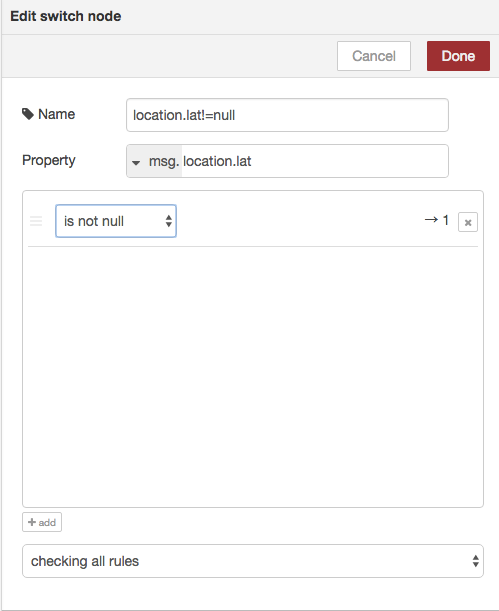 Edit switch node
Cancel Done
Name location.lat!=null
Property msg. location.lat
is not null → 1 ×
+ add
checking all rules